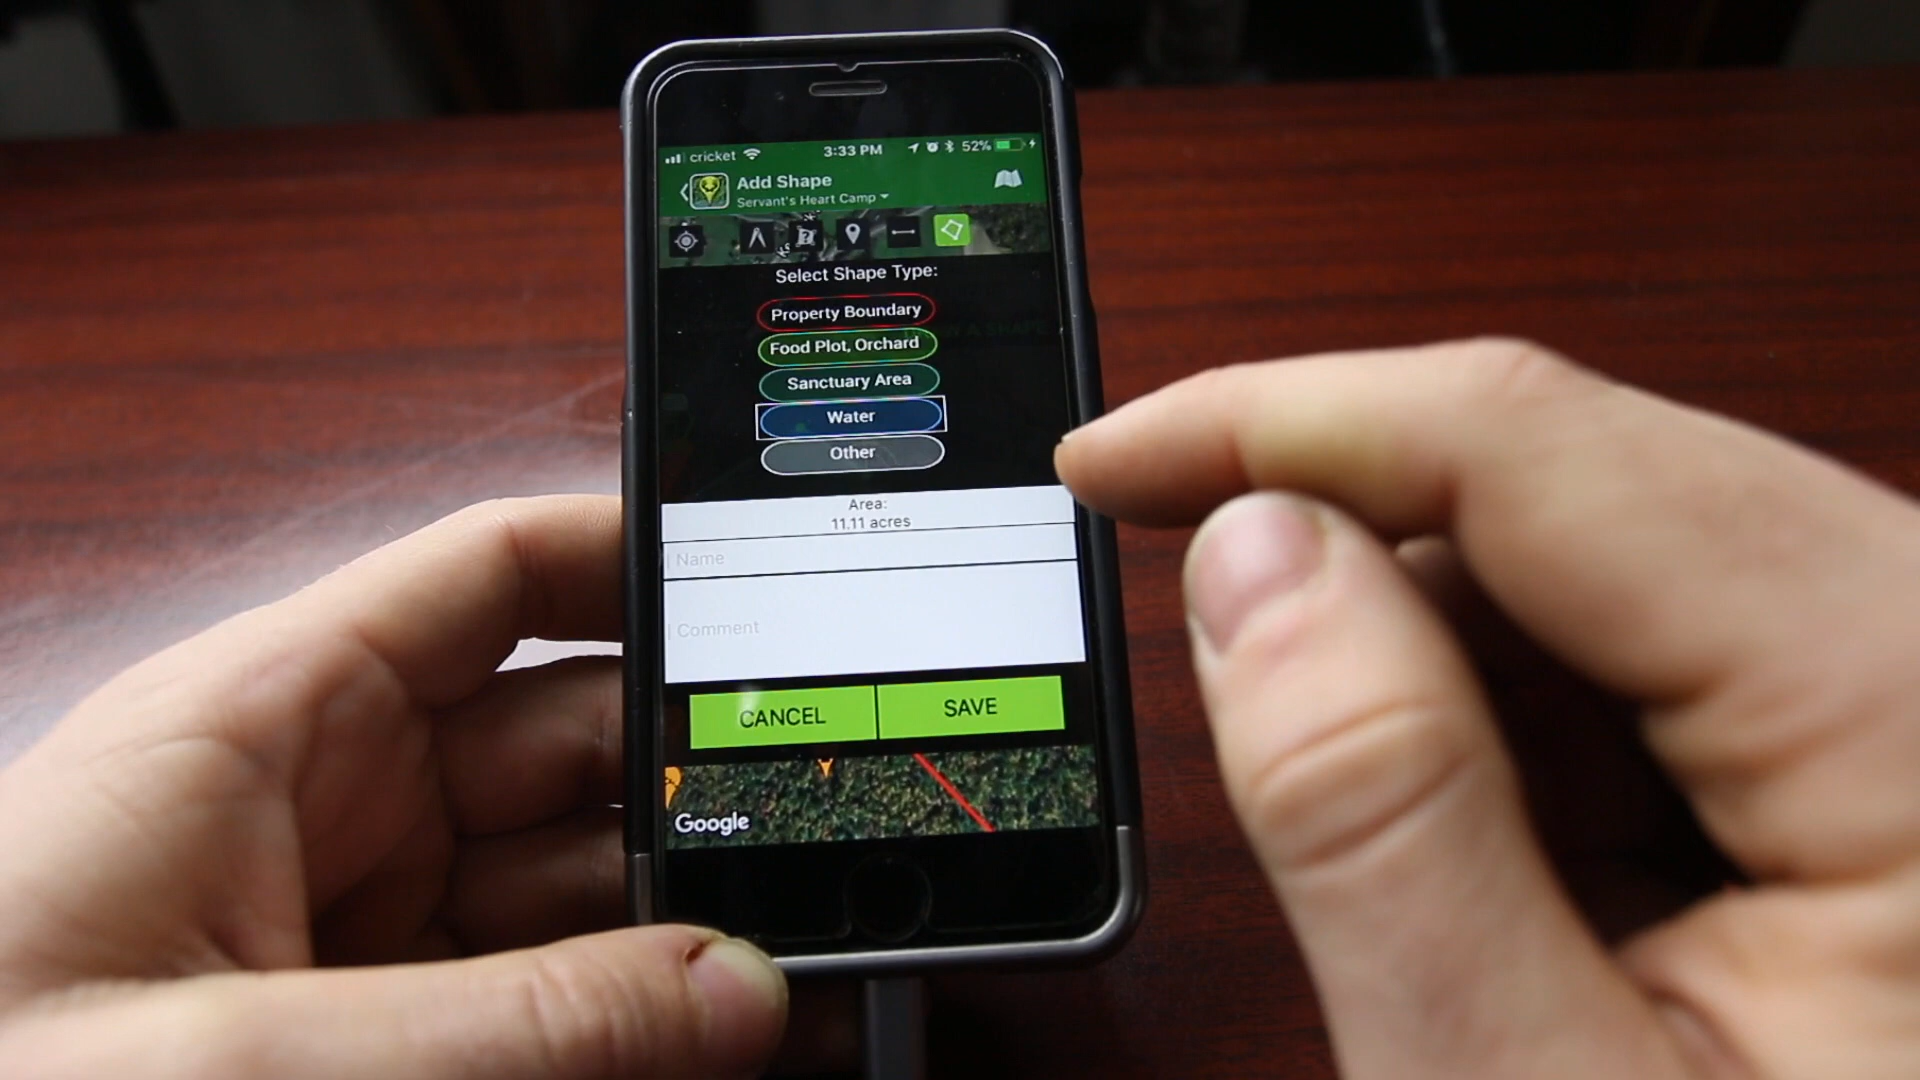 cricket 3:33 PM 52%
Add Shape
Servant's Heart Camp
?
Select Shape Type:
Property Boundary
Food Plot, Orchard
Sanctuary Area
Water
Other
Area:
11.11 acres
Name
Comment
CANCEL SAVE
Google